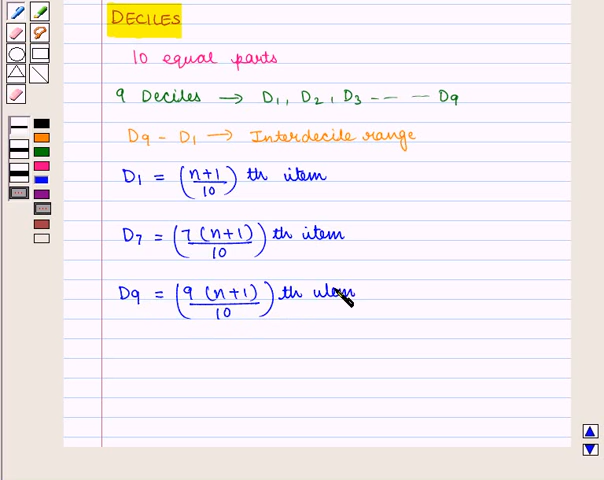 DECILES
10 equal parts
9 Deciles → D₁, D₂, D₃ - - - - D₉
D₉ - D₁ → Interdecile range
D₁ = ((n+1)/10) th item
D₇ = (7 (n+1)/10) th item
D₉ = (9 (n+1)/10) th item